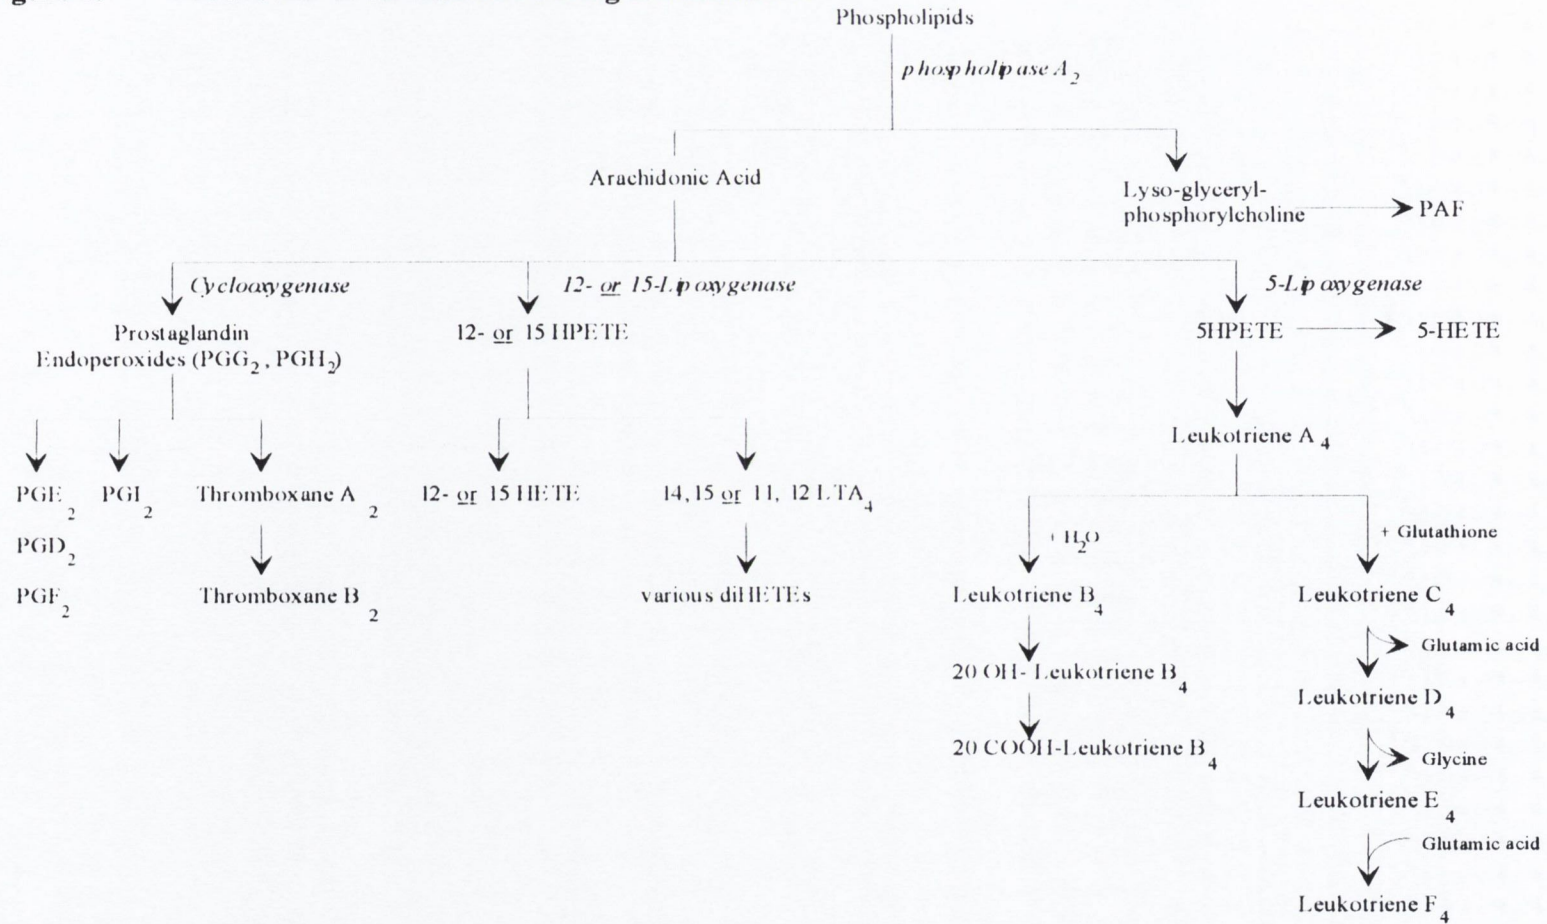 Phospholipids
phospholipase A2
Arachidonic Acid
Lyso-glyceryl-
phosphorylcholine
PAF
Cyclooxygenase
12- or 15-Lipoxygenase
5-Lipoxygenase
Prostaglandin
Endoperoxides (PGG2, PGH2)
12- or 15 HPETE
5HPETE
5-HETE
Leukotriene A4
PGE2
PGI2
Thromboxane A2
12- or 15 HETE
14,15 or 11, 12 LTA4
+ H2O
+ Glutathione
PGD2
PGF2
Thromboxane B2
various diHETEs
Leukotriene B4
Leukotriene C4
Glutamic acid
20 OH- Leukotriene B4
Leukotriene D4
20 COOH-Leukotriene B4
Glycine
Leukotriene E4
Glutamic acid
Leukotriene F4